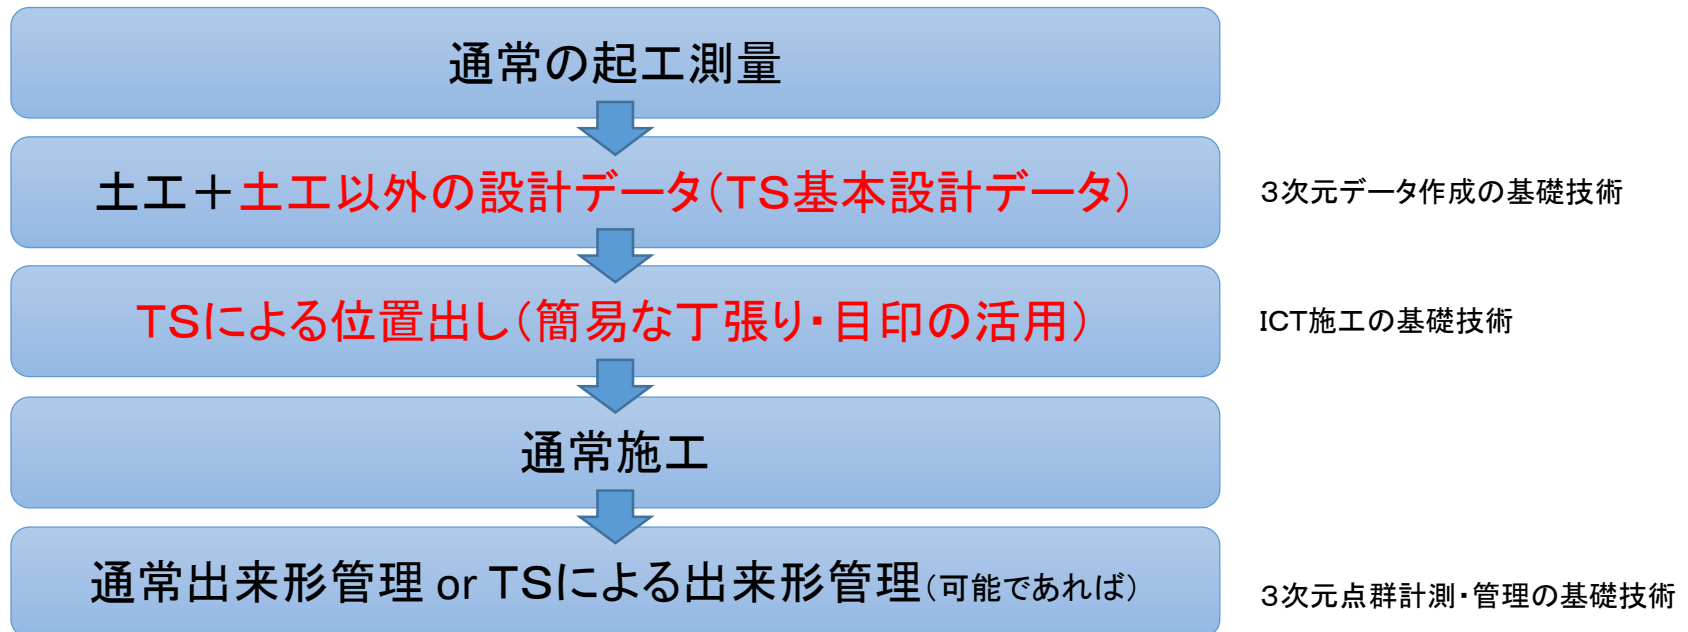 通常の起工測量
土工＋土工以外の設計データ(TS基本設計データ)
3次元データ作成の基礎技術
TSによる位置出し(簡易な丁張り・目印の活用)
ICT施工の基礎技術
通常施工
通常出来形管理 or TSによる出来形管理(可能であれば)
3次元点群計測・管理の基礎技術